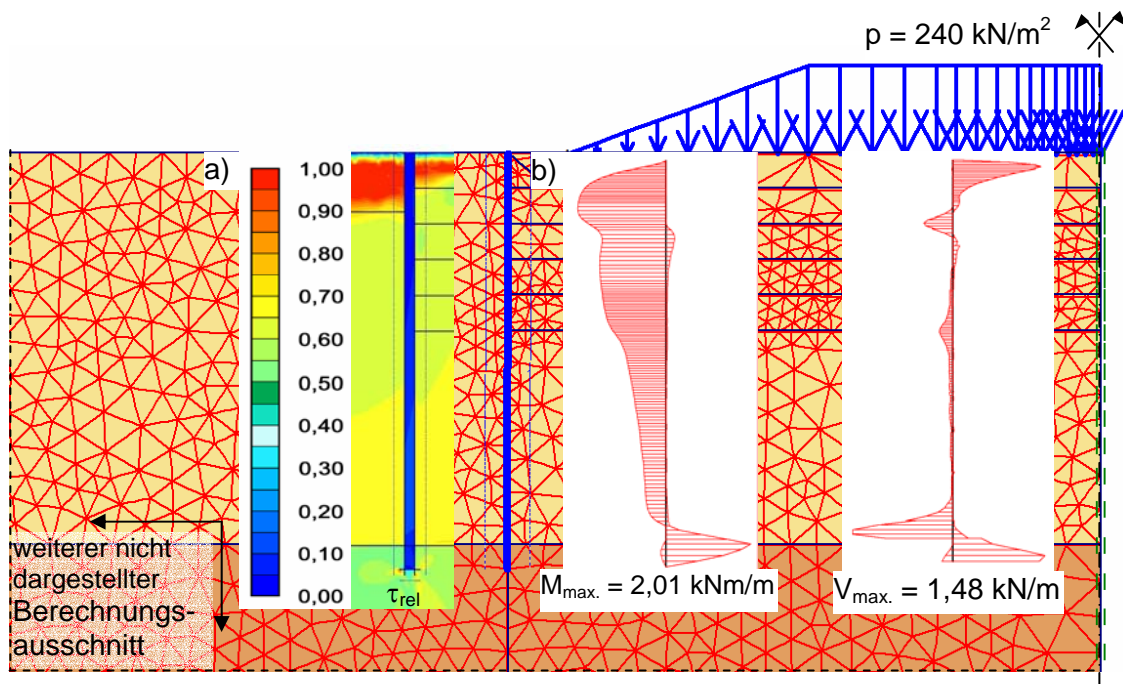 p = 240 kN/m²
a)
b)
1,00
0,90
0,80
0,70
0,60
0,50
0,40
0,30
0,20
0,10
0,00
τrel
weiterer nicht
dargestellter
Berechnungs-
ausschnitt
Mmax. = 2,01 kNm/m
Vmax. = 1,48 kN/m